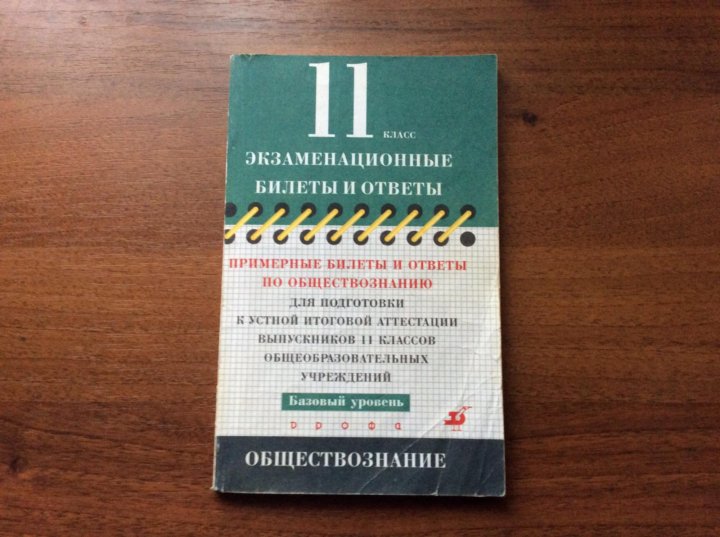 11 КЛАСС
ЭКЗАМЕНАЦИОННЫЕ
БИЛЕТЫ И ОТВЕТЫ
ПРИМЕРНЫЕ БИЛЕТЫ И ОТВЕТЫ
ПО ОБЩЕСТВОЗНАНИЮ
ДЛЯ ПОДГОТОВКИ
К УСТНОЙ ИТОГОВОЙ АТТЕСТАЦИИ
ВЫПУСКНИКОВ 11 КЛАССОВ
ОБЩЕОБРАЗОВАТЕЛЬНЫХ
УЧРЕЖДЕНИЙ
Базовый уровень
ДРОФА
ОБЩЕСТВОЗНАНИЕ